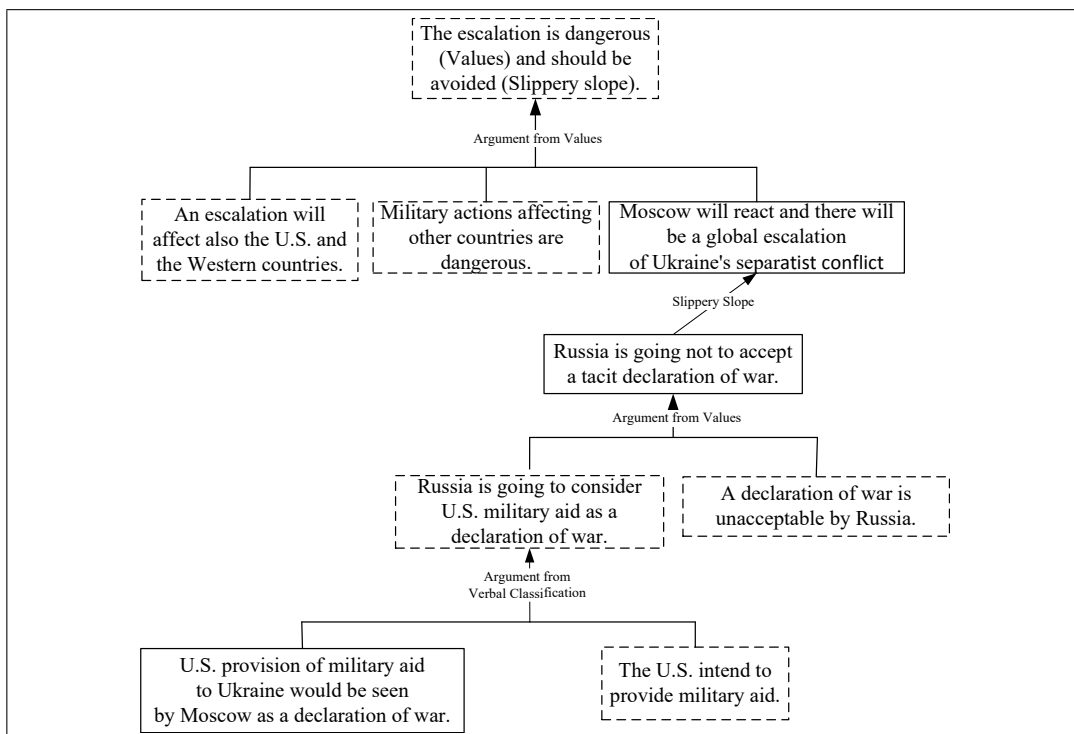 The escalation is dangerous
(Values) and should be
avoided (Slippery slope).
Argument from Values
An escalation will
affect also the U.S. and
the Western countries.
Military actions affecting
other countries are
dangerous.
Moscow will react and there will
be a global escalation
of Ukraine's separatist conflict
Slippery Slope
Russia is going not to accept
a tacit declaration of war.
Argument from Values
Russia is going to consider
U.S. military aid as a
declaration of war.
A declaration of war is
unacceptable by Russia.
Argument from
Verbal Classification
U.S. provision of military aid
to Ukraine would be seen
by Moscow as a declaration of war.
The U.S. intend to
provide military aid.